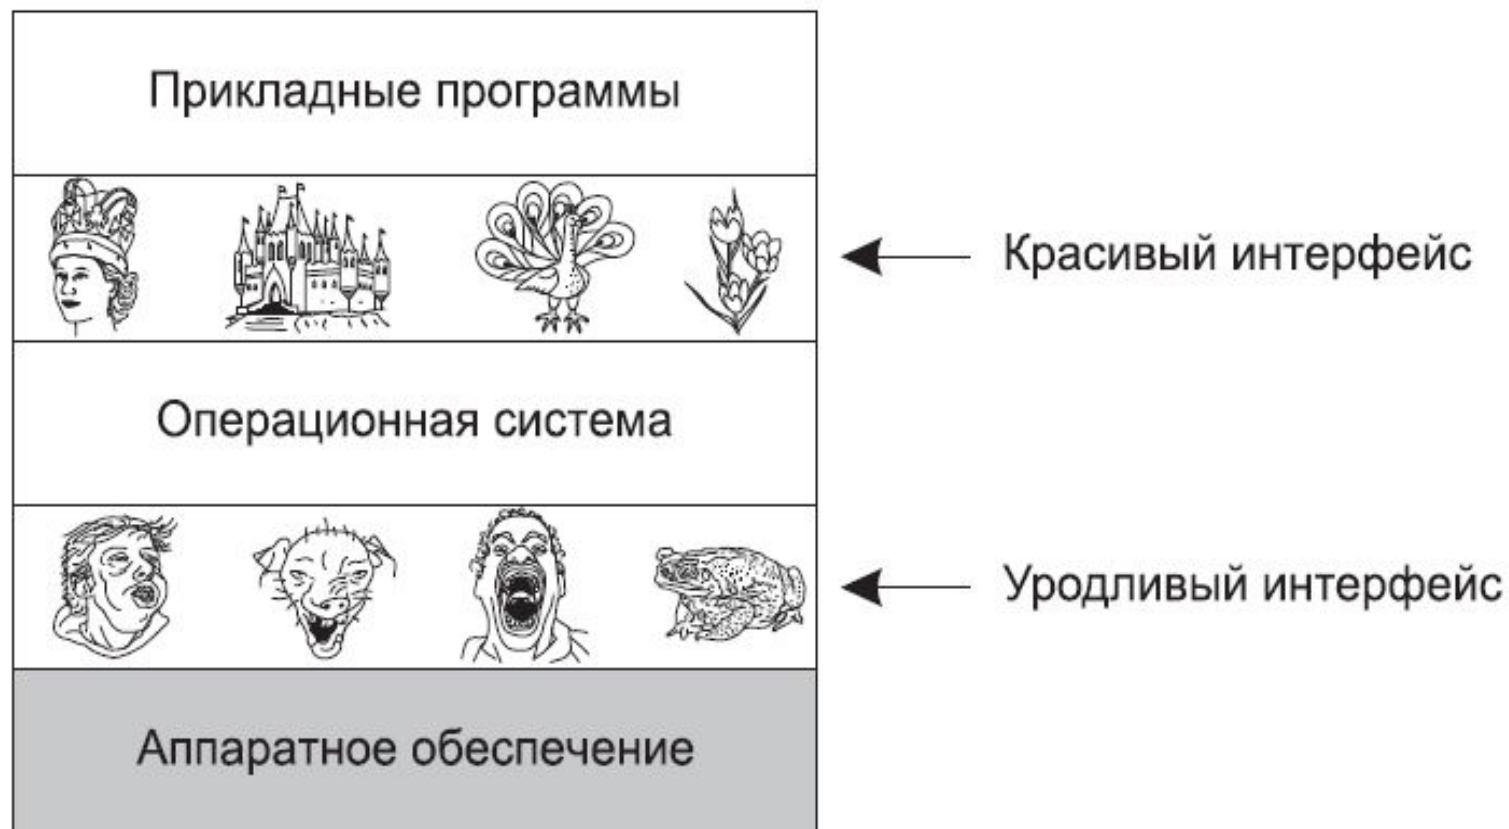 Прикладные программы
Красивый интерфейс
Операционная система
Уродливый интерфейс
Аппаратное обеспечение